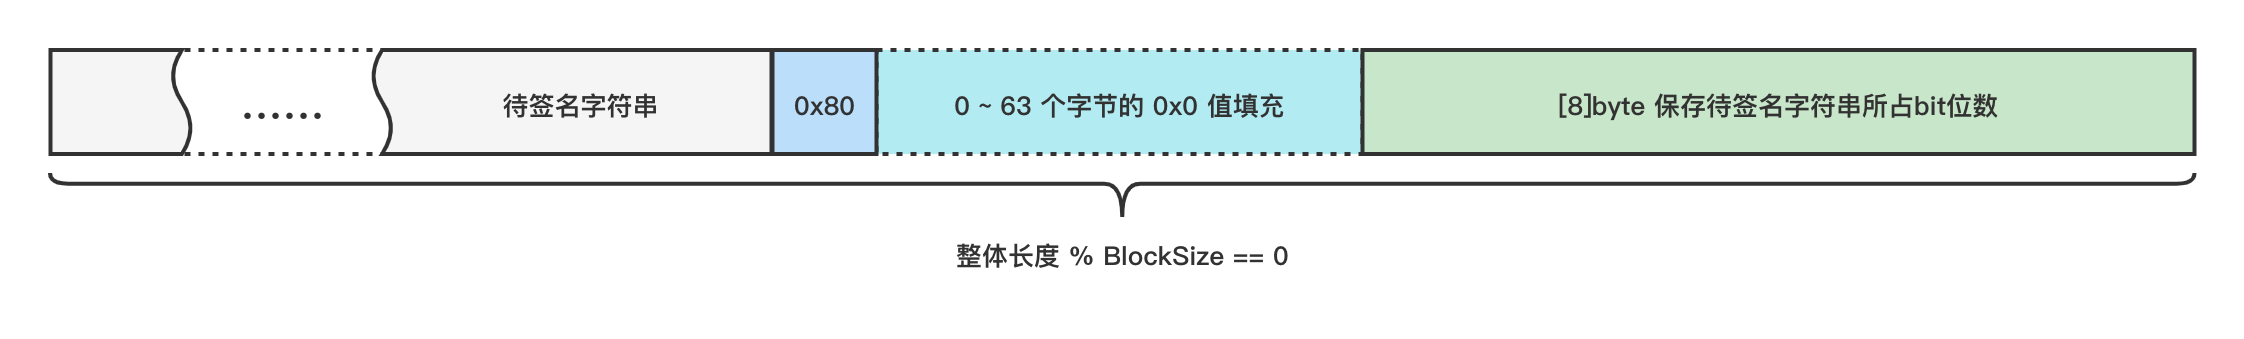 ...... 待签名字符串 0x80 0 ~ 63 个字节的 0x0 值填充 [8]byte 保存待签名字符串所占bit位数
整体长度 % BlockSize == 0